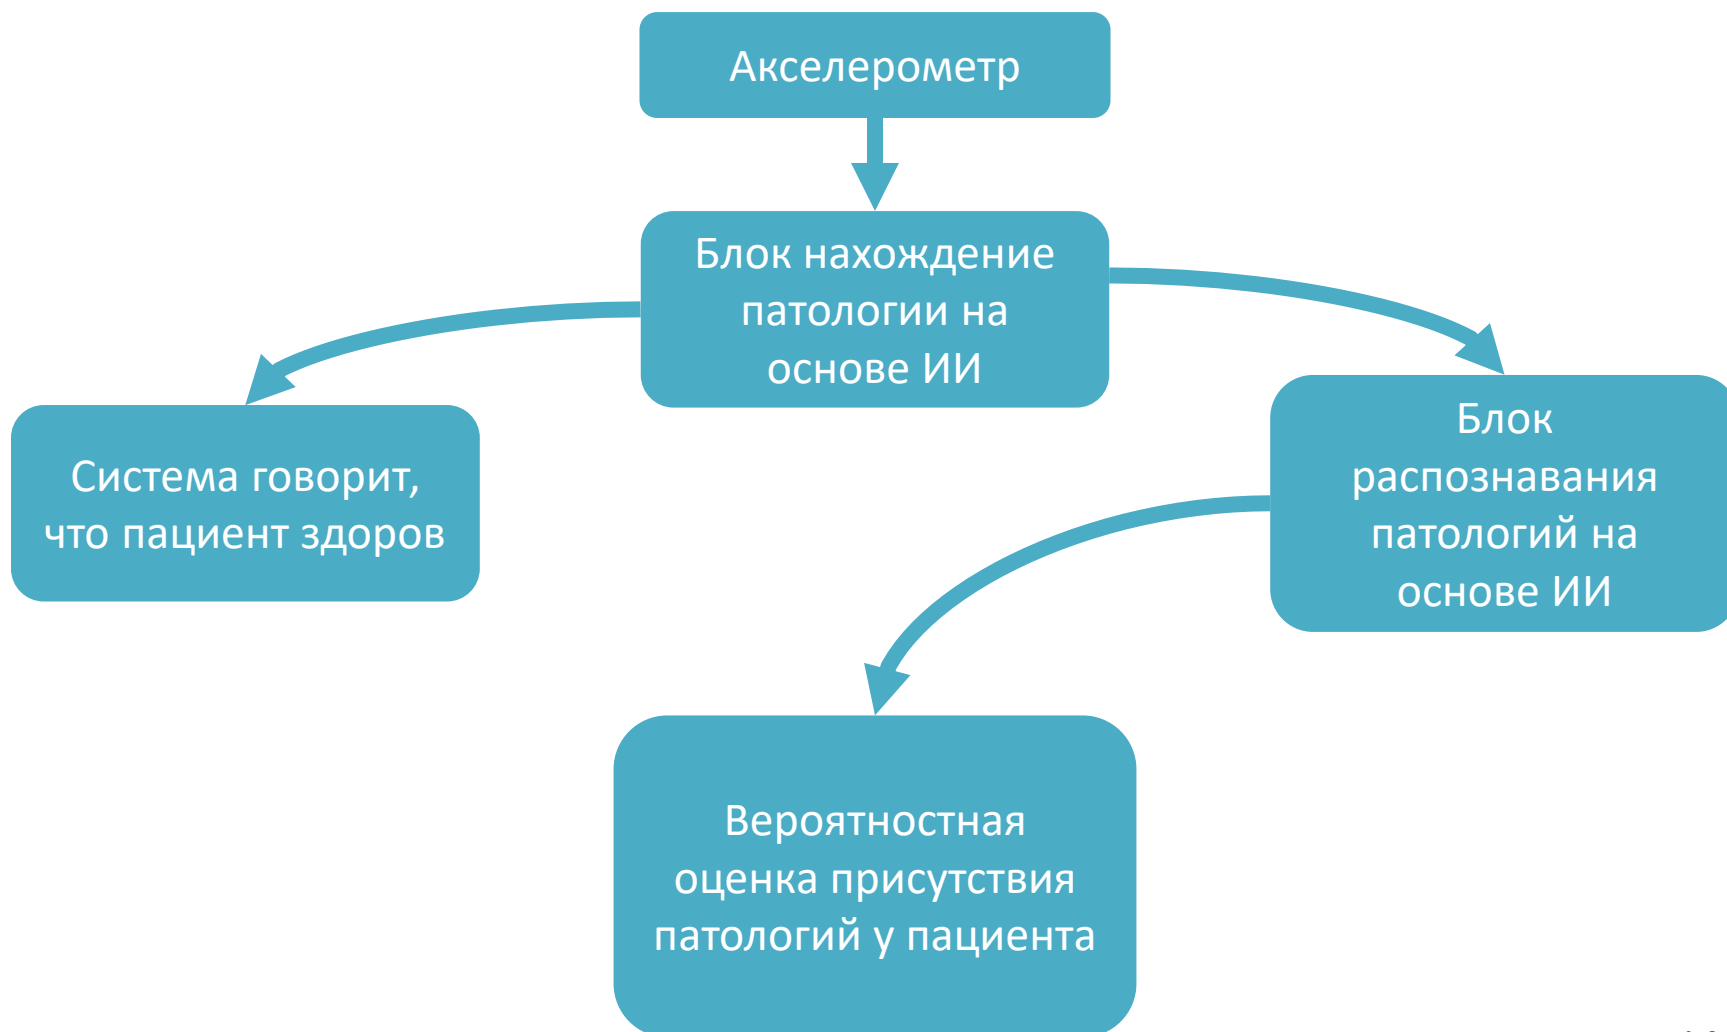 Акселерометр
Блок нахождение
патологии на
основе ИИ
Система говорит,
что пациент здоров
Блок
распознавания
патологий на
основе ИИ
Вероятностная
оценка присутствия
патологий у пациента